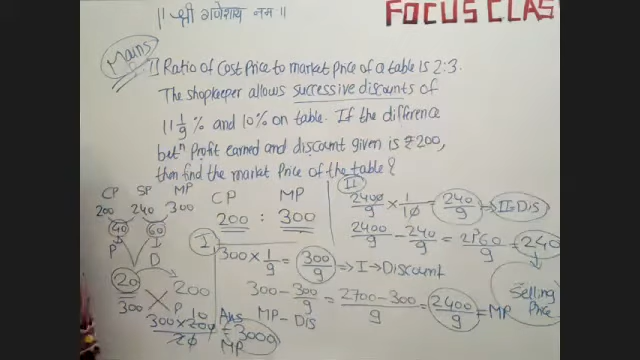 || श्री गणेशाय नमः ||
FOCUS CLAS
Mains
1) Ratio of Cost Price to market Price of a table is 2:3.
The shopkeeper allows successive discounts of
11 1/9 % and 10% on table. If the difference
betn Profit earned and discount given is ₹200,
then find the market Price of the table?
CP SP MP
200 240 300
40 60
P D
20 200
300 P
300 × 200 / 20 = 3000
10 Ans
MP
CP MP
200 : 300
I
300 × 1/9 = 300/9 ⇒ I → Discount
300 - 300/9 = 2700 - 300 / 9 = 2400/9 = MP
MP - Dis
II
2400/9 × 1/10 = 240/9 ⇒ II - Dis
2400/9 - 240/9 = 2160/9 = 240
Selling
Price